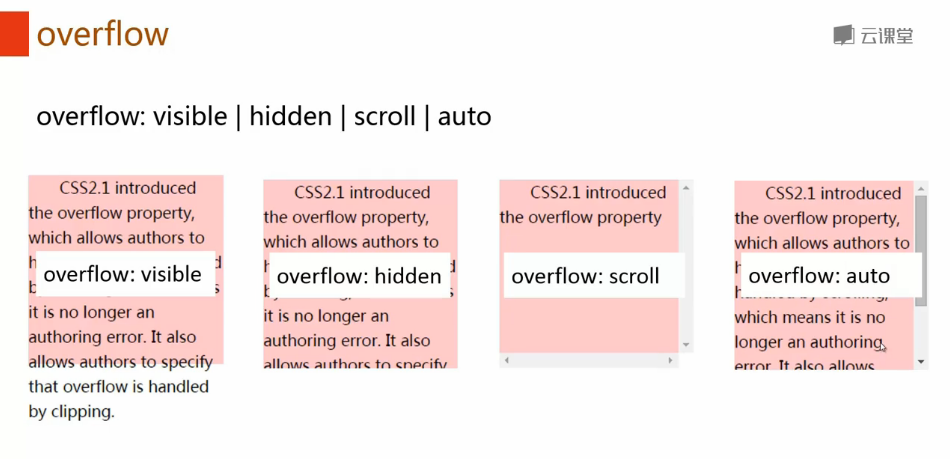 overflow
云课堂
overflow: visible | hidden | scroll | auto
CSS2.1 introduced
the overflow property,
which allows authors to
overflow: visible
it is no longer an
authoring error. It also
allows authors to specify
that overflow is handled
by clipping.
CSS2.1 introduced
the overflow property,
which allows authors to
overflow: hidden
it is no longer an
authoring error. It also
allows authors to specify
CSS2.1 introduced
the overflow property
overflow: scroll
CSS2.1 introduced
the overflow property,
which allows authors to
overflow: auto
handled by scrolling,
which means it is no
longer an authoring
error. It also allows